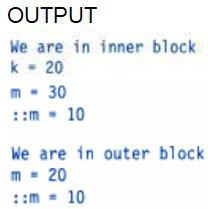 OUTPUT
We are in inner block
k = 20
m = 30
::m = 10
We are in outer block
m = 20
::m = 10